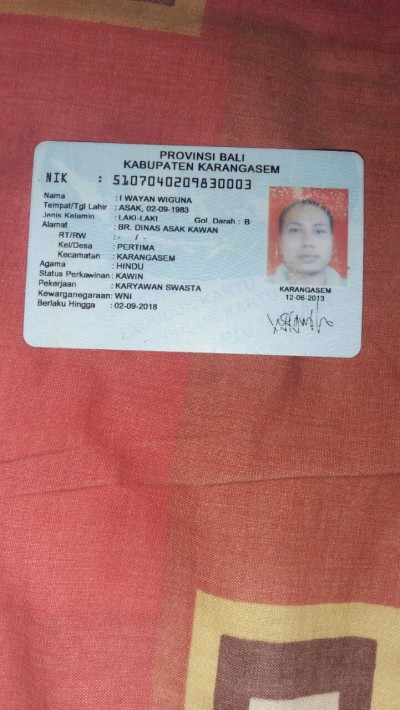 PROVINSI BALI
KABUPATEN KARANGASEM
NIK : 5107040209830003
Nama : I WAYAN WIGUNA
Tempat/Tgl Lahir : ASAK, 02-09-1983
Jenis Kelamin : LAKI-LAKI Gol. Darah : B
Alamat : BR. DINAS ASAK KAWAN
RT/RW : - / -
Kel/Desa : PERTIMA
Kecamatan : KARANGASEM
Agama : HINDU
Status Perkawinan : KAWIN
Pekerjaan : KARYAWAN SWASTA
Kewarganegaraan : WNI
Berlaku Hingga : 02-09-2018
KARANGASEM
12-06-2013